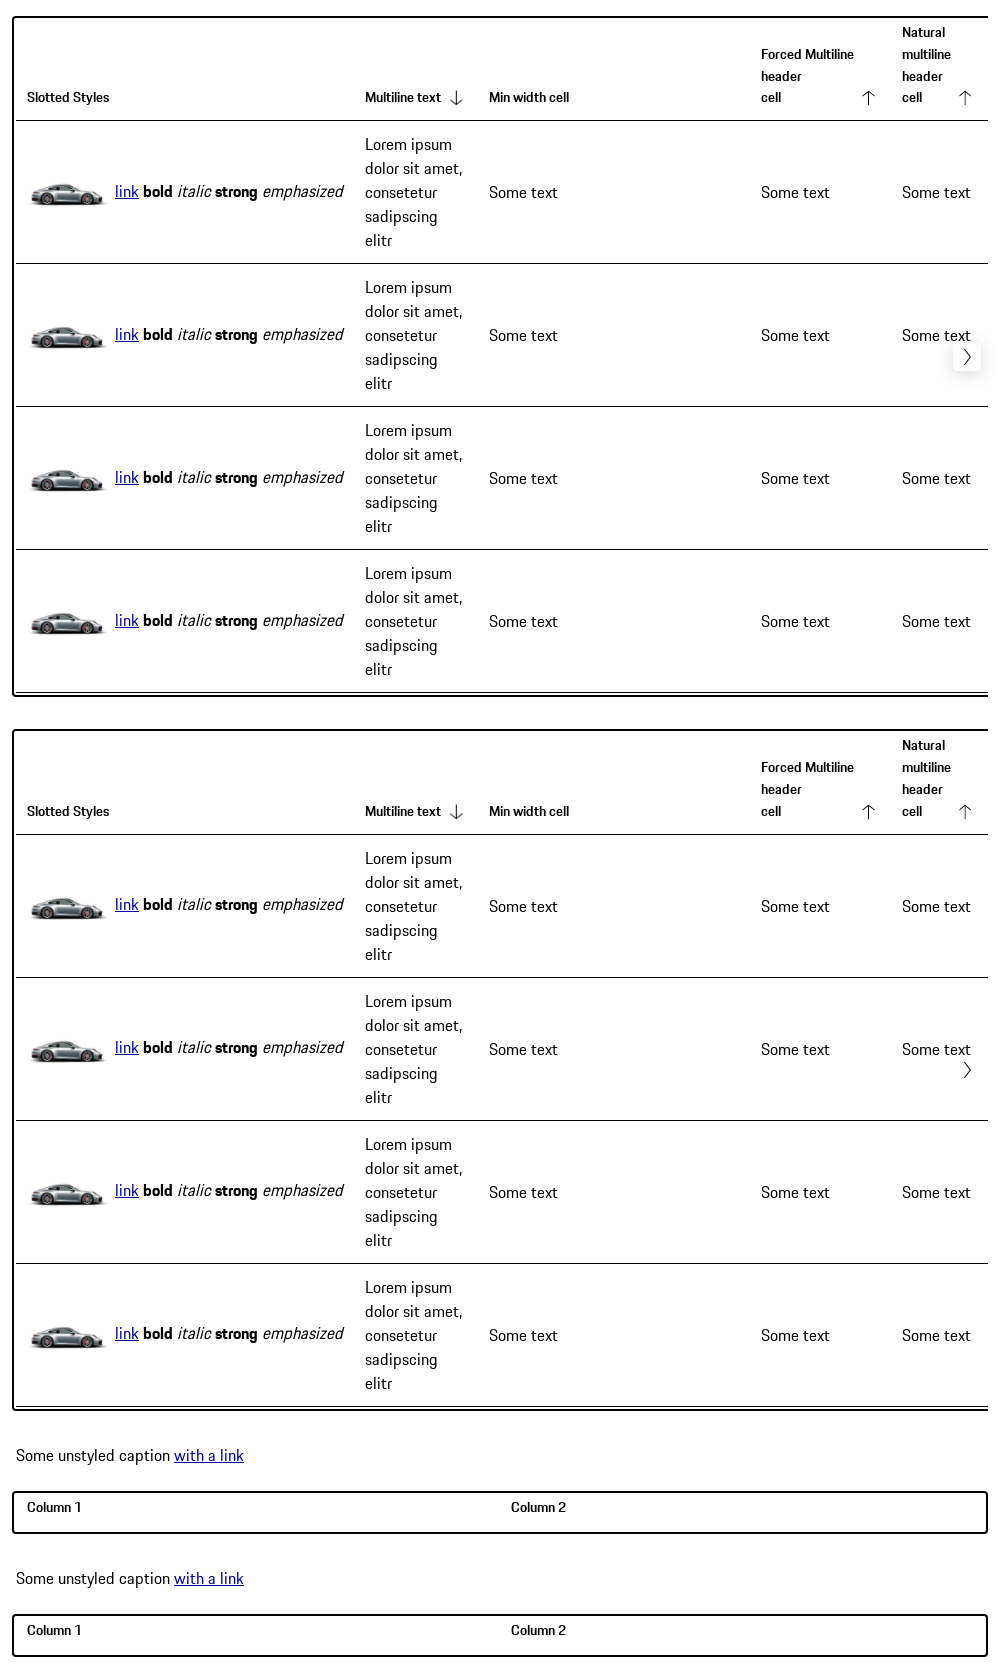 Slotted Styles
Multiline text
Min width cell
Forced Multiline
header
cell
Natural
multiline
header
cell
link bold italic strong emphasized
Lorem ipsum
dolor sit amet,
consetetur
sadipscing
elitr
Some text
Some text
Some text
link bold italic strong emphasized
Lorem ipsum
dolor sit amet,
consetetur
sadipscing
elitr
Some text
Some text
Some text
link bold italic strong emphasized
Lorem ipsum
dolor sit amet,
consetetur
sadipscing
elitr
Some text
Some text
Some text
link bold italic strong emphasized
Lorem ipsum
dolor sit amet,
consetetur
sadipscing
elitr
Some text
Some text
Some text
Slotted Styles
Multiline text
Min width cell
Forced Multiline
header
cell
Natural
multiline
header
cell
link bold italic strong emphasized
Lorem ipsum
dolor sit amet,
consetetur
sadipscing
elitr
Some text
Some text
Some text
link bold italic strong emphasized
Lorem ipsum
dolor sit amet,
consetetur
sadipscing
elitr
Some text
Some text
Some text
link bold italic strong emphasized
Lorem ipsum
dolor sit amet,
consetetur
sadipscing
elitr
Some text
Some text
Some text
link bold italic strong emphasized
Lorem ipsum
dolor sit amet,
consetetur
sadipscing
elitr
Some text
Some text
Some text
Some unstyled caption with a link
Column 1
Column 2
Some unstyled caption with a link
Column 1
Column 2